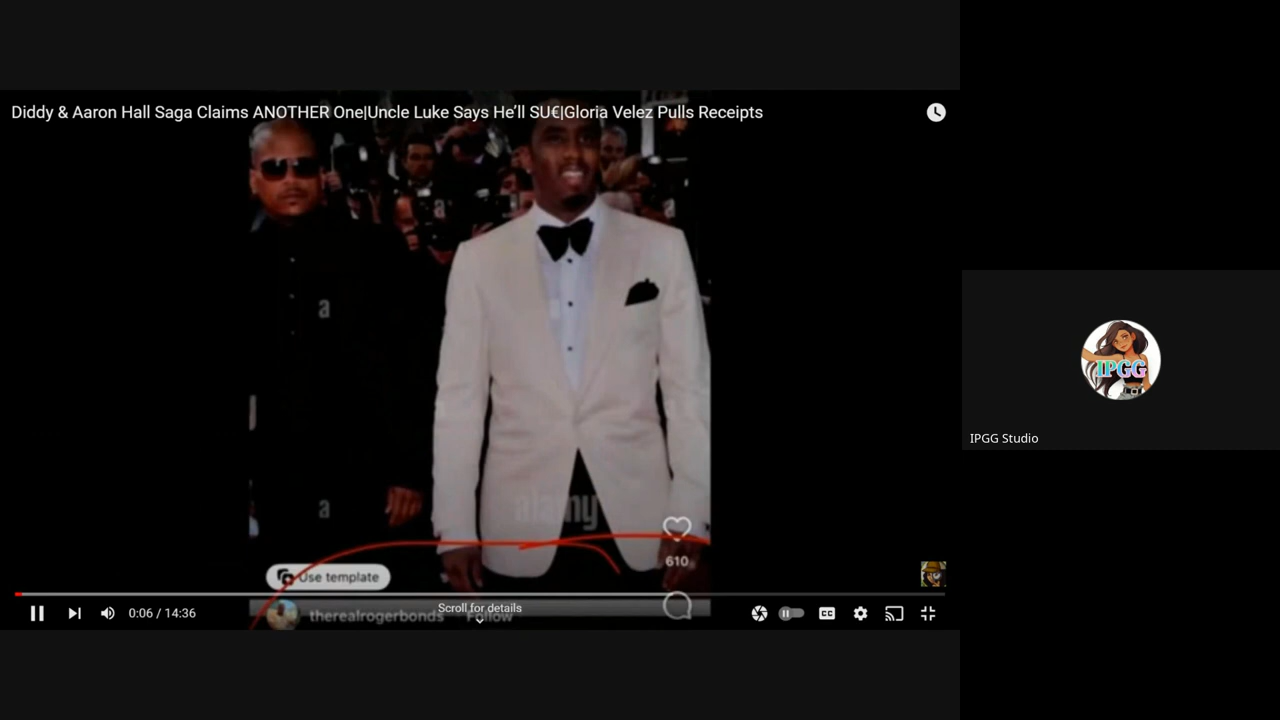 Diddy & Aaron Hall Saga Claims ANOTHER One|Uncle Luke Says He’ll SU€|Gloria Velez Pulls Receipts
a
a
a
a
alamy
610
Use template
therealrogerbonds Follow
Scroll for details
0:06 / 14:36
CC
IPGG
IPGG Studio